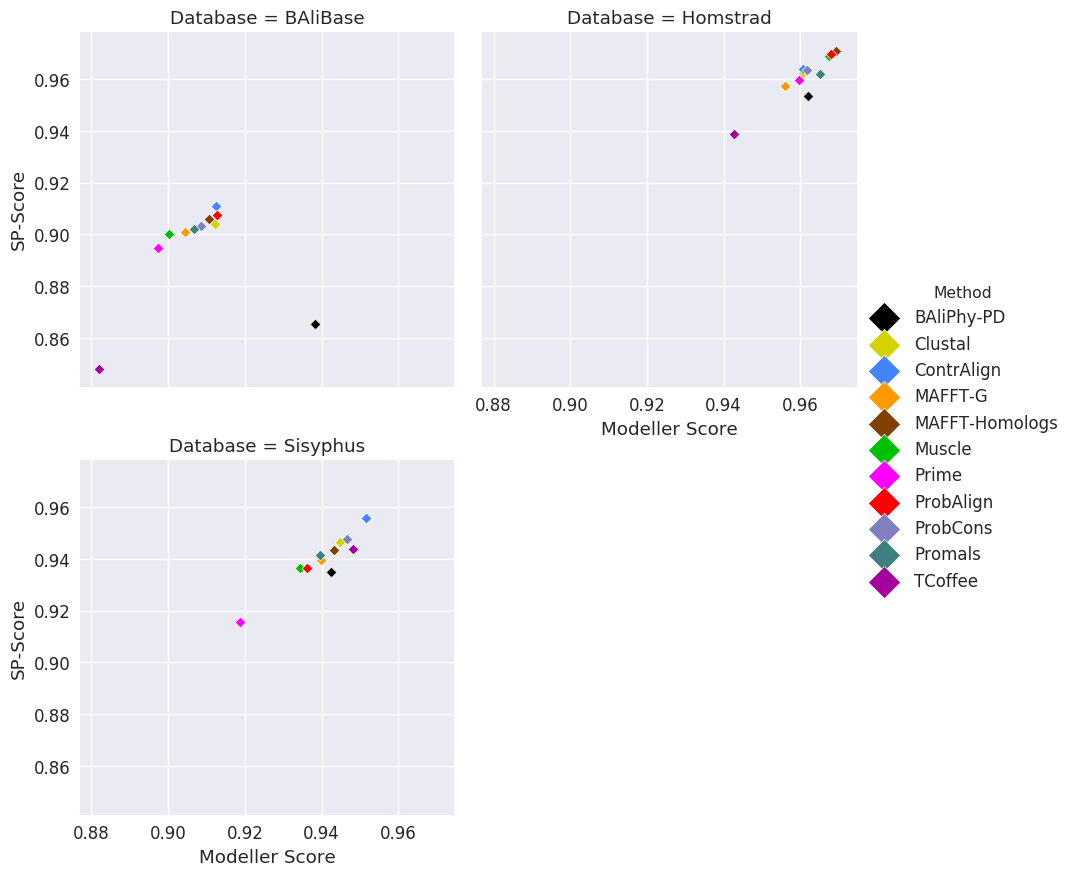 Database = BAliBase
Database = Homstrad
SP-Score
0.96
0.94
0.92
0.90
0.88
0.86
0.88 0.90 0.92 0.94 0.96
Modeller Score
Database = Sisyphus
SP-Score
0.96
0.94
0.92
0.90
0.88
0.86
0.88 0.90 0.92 0.94 0.96
Modeller Score
Method
BAliPhy-PD
Clustal
ContrAlign
MAFFT-G
MAFFT-Homologs
Muscle
Prime
ProbAlign
ProbCons
Promals
TCoffee